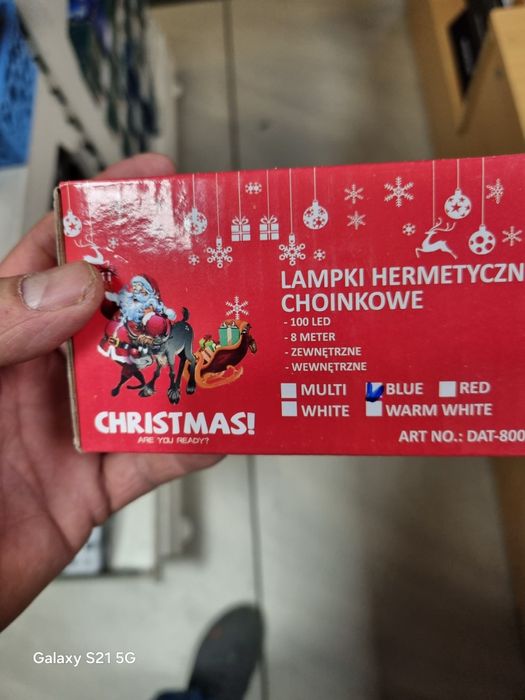 LAMPKI HERMETYCZN
CHOINKOWE
- 100 LED
- 8 METER
- ZEWNĘTRZNE
- WEWNĘTRZNE
MULTI BLUE RED
WHITE WARM WHITE
CHRISTMAS!
ARE YOU READY?
ART NO.: DAT-800
Galaxy S21 5G